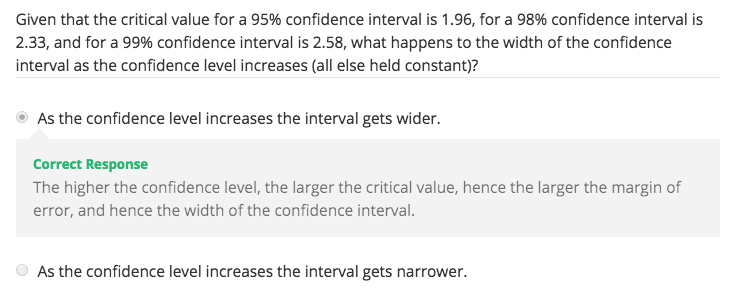 Given that the critical value for a 95% confidence interval is 1.96, for a 98% confidence interval is
2.33, and for a 99% confidence interval is 2.58, what happens to the width of the confidence
interval as the confidence level increases (all else held constant)?
As the confidence level increases the interval gets wider.
Correct Response
The higher the confidence level, the larger the critical value, hence the larger the margin of
error, and hence the width of the confidence interval.
As the confidence level increases the interval gets narrower.